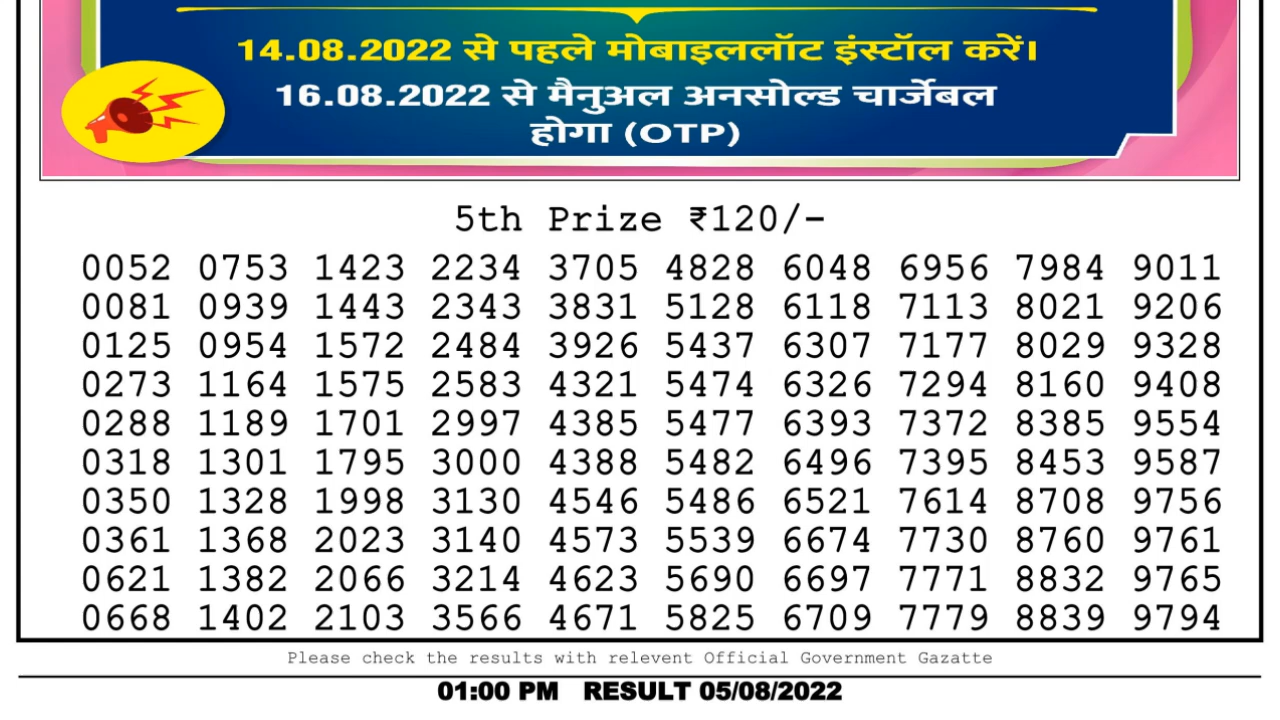 14.08.2022 से पहले मोबाइललॉट इंस्टॉल करें।
16.08.2022 से मैनुअल अनसोल्ड चार्जेबल
होगा (OTP)
5th Prize ₹120/-
0052 0753 1423 2234 3705 4828 6048 6956 7984 9011
0081 0939 1443 2343 3831 5128 6118 7113 8021 9206
0125 0954 1572 2484 3926 5437 6307 7177 8029 9328
0273 1164 1575 2583 4321 5474 6326 7294 8160 9408
0288 1189 1701 2997 4385 5477 6393 7372 8385 9554
0318 1301 1795 3000 4388 5482 6496 7395 8453 9587
0350 1328 1998 3130 4546 5486 6521 7614 8708 9756
0361 1368 2023 3140 4573 5539 6674 7730 8760 9761
0621 1382 2066 3214 4623 5690 6697 7771 8832 9765
0668 1402 2103 3566 4671 5825 6709 7779 8839 9794
Please check the results with relevent Official Government Gazatte
01:00 PM RESULT 05/08/2022